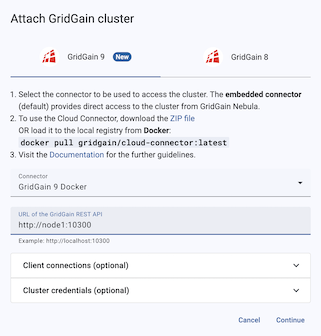 Attach GridGain cluster
GridGain 9 New
GridGain 8
1. Select the connector to be used to access the cluster. The embedded connector
(default) provides direct access to the cluster from GridGain Nebula.
2. To use the Cloud Connector, download the ZIP file
OR load it to the local registry from Docker:
docker pull gridgain/cloud-connector:latest
3. Visit the Documentation for the further guidelines.
Connector
GridGain 9 Docker
URL of the GridGain REST API
http://node1:10300
Example: http://localhost:10300
Client connections (optional)
Cluster credentials (optional)
Cancel
Continue